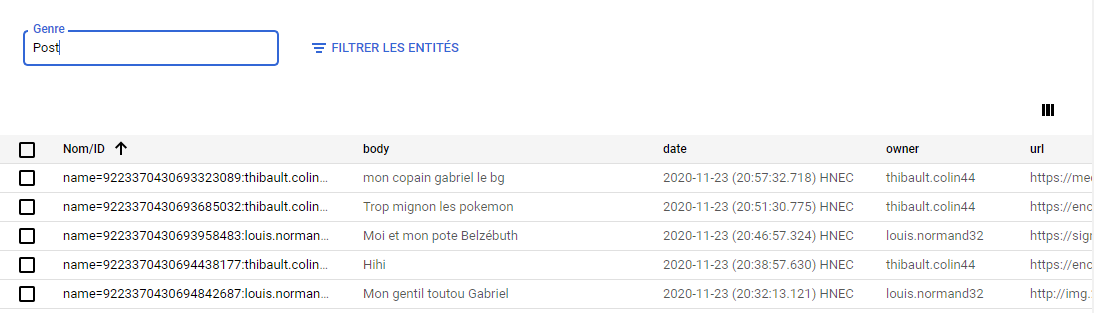 Genre
Post
FILTRER LES ENTITÉS
Nom/ID body date owner url
name=9223370430693323089:thibault.colin... mon copain gabriel le bg 2020-11-23 (20:57:32.718) HNEC thibault.colin44 https://med
name=9223370430693685032:thibault.colin... Trop mignon les pokemon 2020-11-23 (20:51:30.775) HNEC thibault.colin44 https://enc
name=9223370430693958483:louis.norman... Moi et mon pote Belzébuth 2020-11-23 (20:46:57.324) HNEC louis.normand32 https://sign
name=9223370430694438177:thibault.colin... Hihi 2020-11-23 (20:38:57.630) HNEC thibault.colin44 https://enc
name=9223370430694842687:louis.norman... Mon gentil toutou Gabriel 2020-11-23 (20:32:13.121) HNEC louis.normand32 http://img.